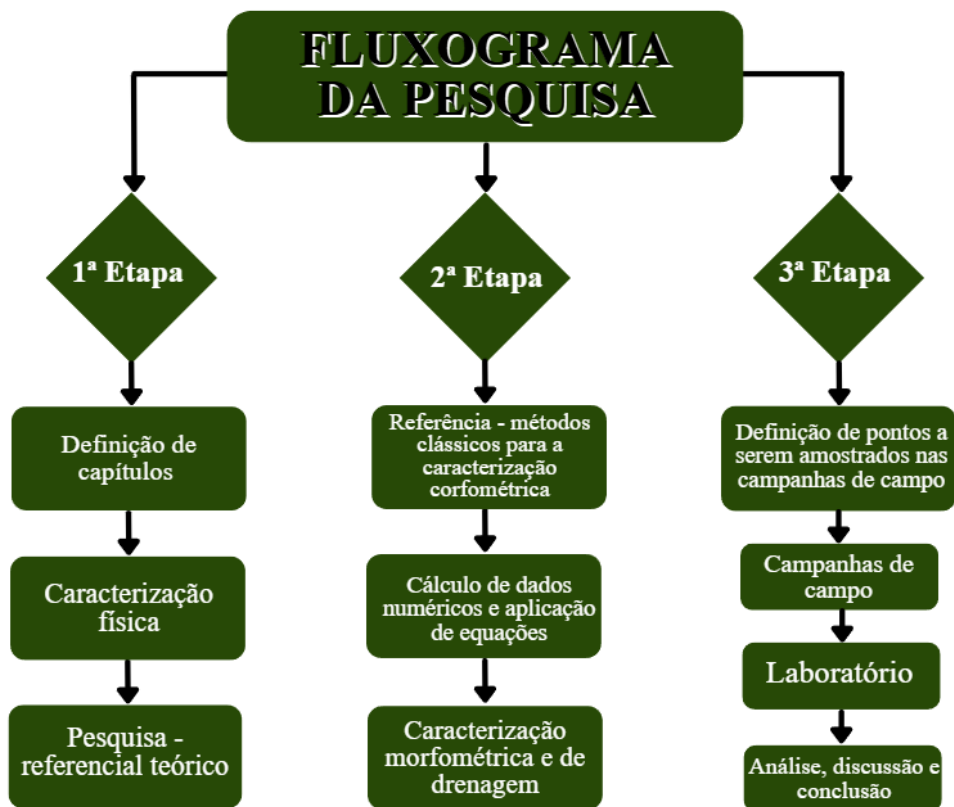 FLUXOGRAMA
DA PESQUISA
1ª Etapa
Definição de
capítulos
Caracterização
física
Pesquisa -
referencial teórico
2ª Etapa
Referência - métodos
clássicos para a
caracterização
corfométrica
Cálculo de dados
numéricos e aplicação
de equações
Caracterização
morfométrica e de
drenagem
3ª Etapa
Definição de pontos a
serem amostrados nas
campanhas de campo
Campanhas de
campo
Laboratório
Análise, discussão e
conclusão